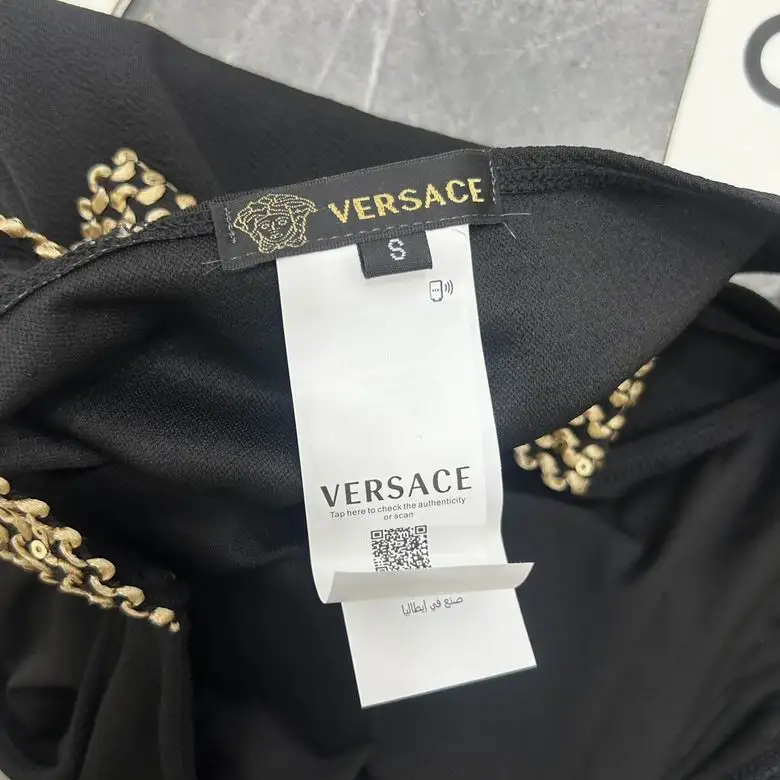 VERSACE
S
VERSACE
Tap here to check the authenticity
or scan
صنع في إيطاليا